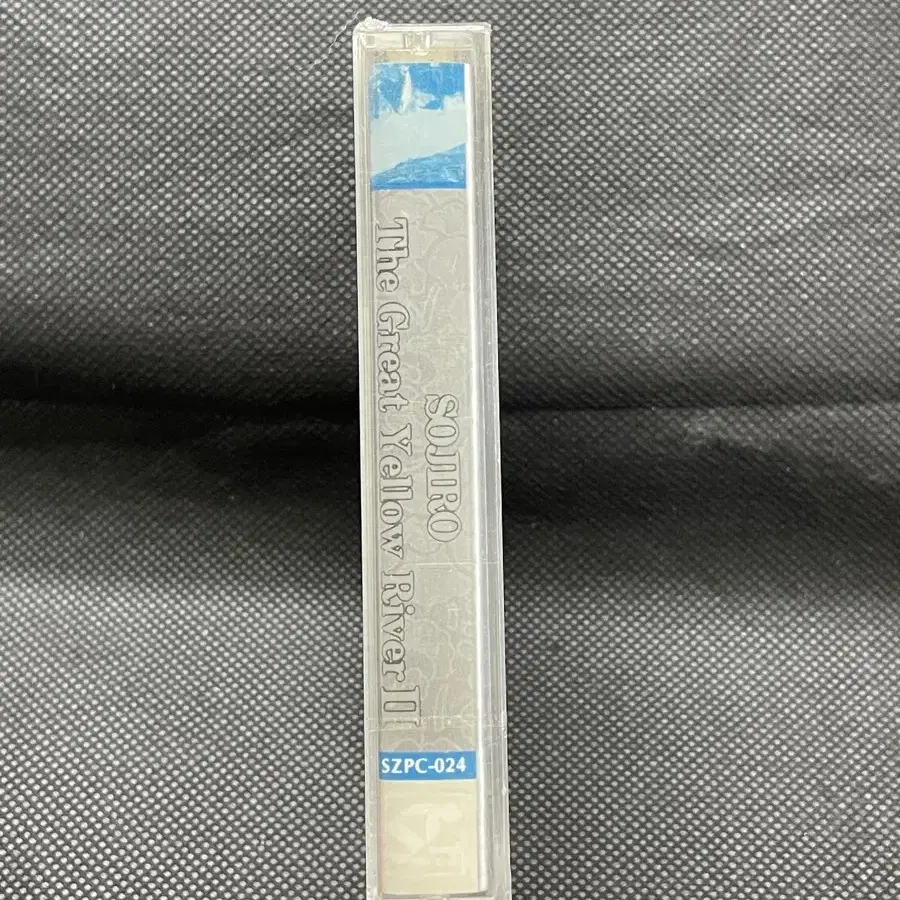 SOJIRO
The Great Yellow River II
SZPC-024